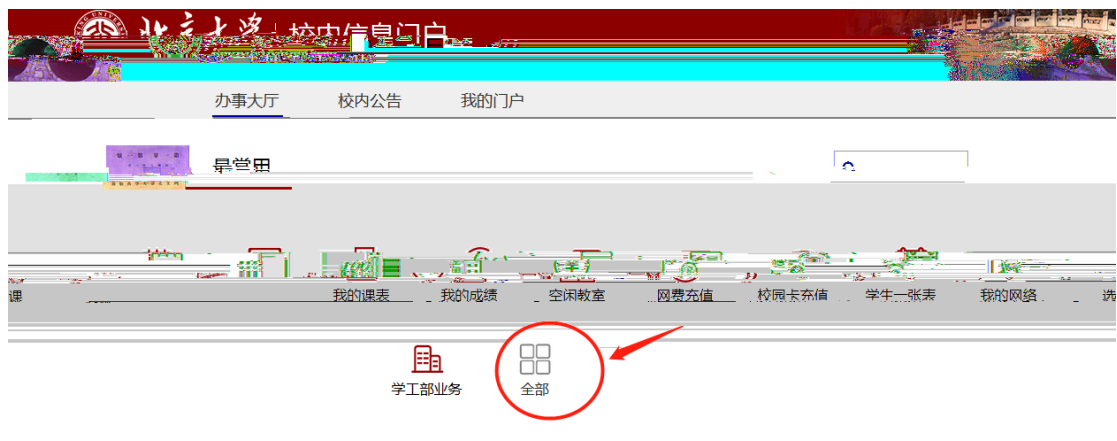 北京大学 校内信息门户
办事大厅 校内公告 我的门户
最常用
课 我的课表 我的成绩 空闲教室 网费充值 校园卡充值 学生一张表 我的网络 选
学工部业务 全部